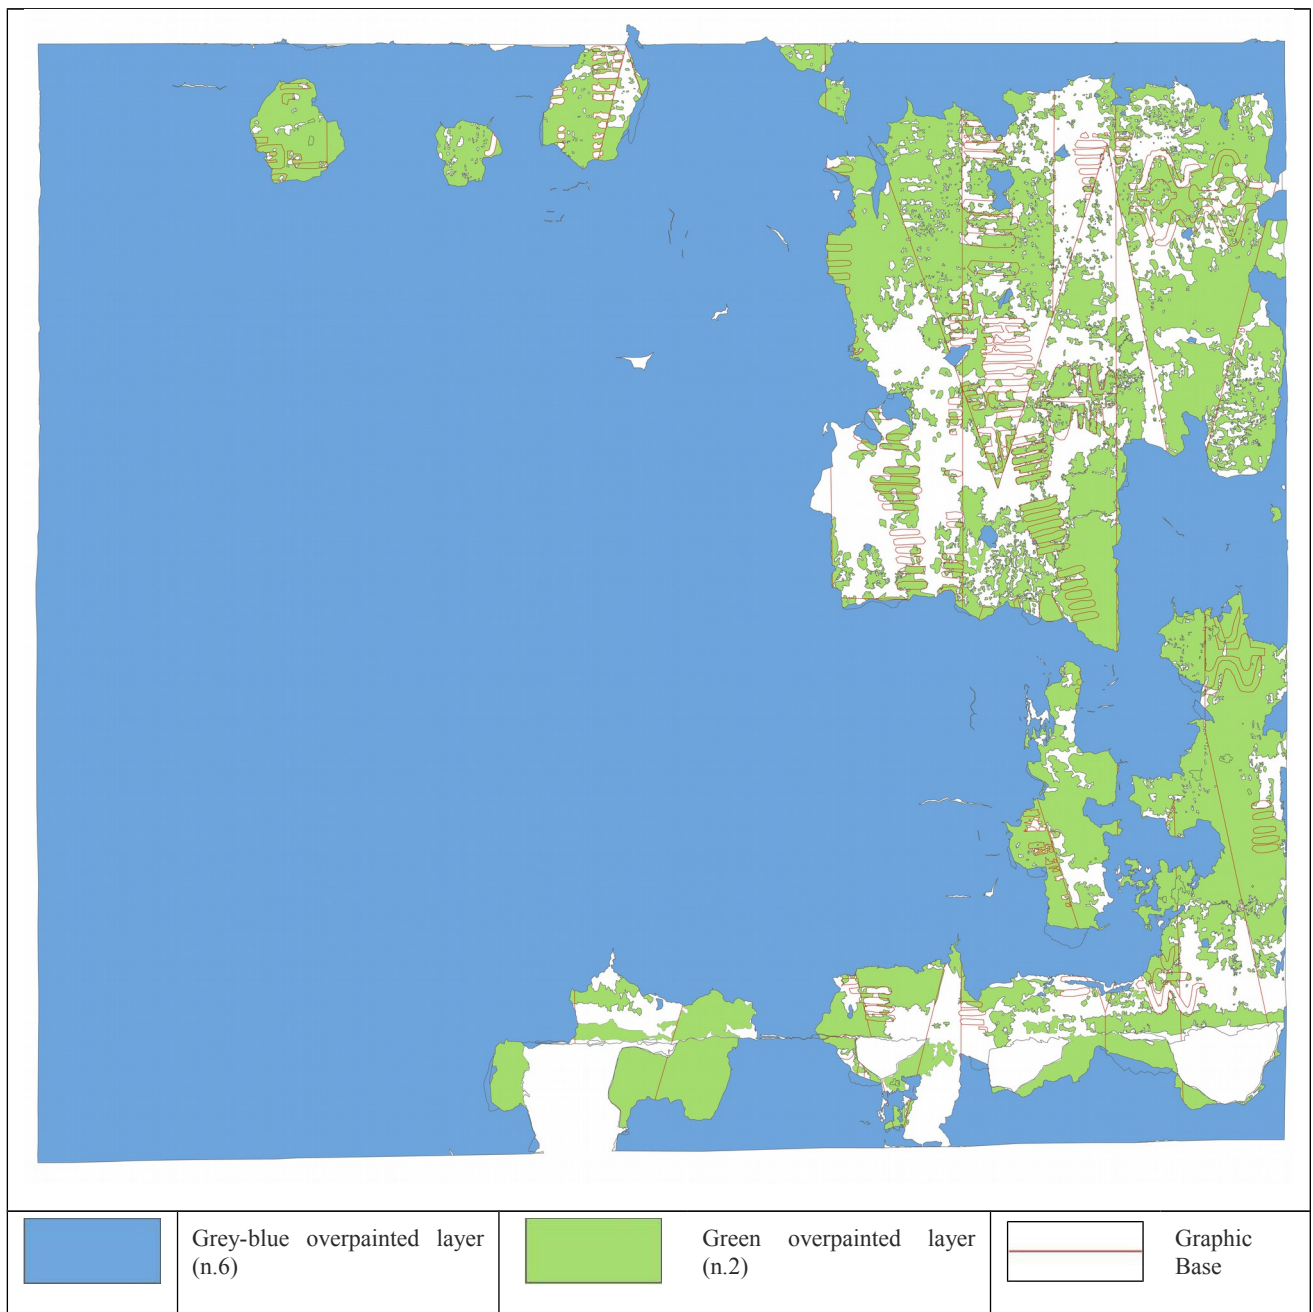 Grey-blue overpainted layer
(n.6)
Green overpainted layer
(n.2)
Graphic
Base